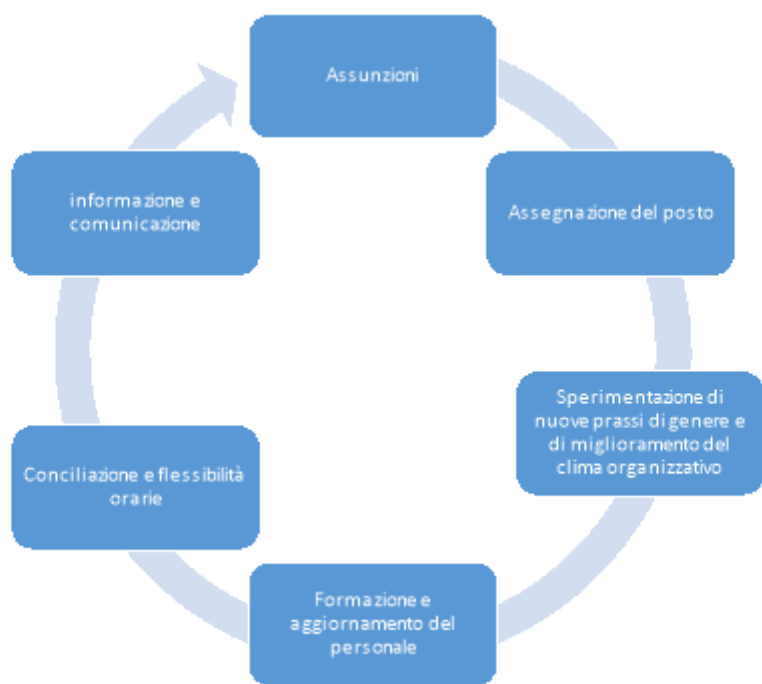 Assunzioni
Assegnazione del posto
Sperimentazione di
nuove prassi di genere e
di miglioramento del
clima organizzativo
Formazione e
aggiornamento del
personale
Conciliazione e flessibilità
orarie
informazione e
comunicazione